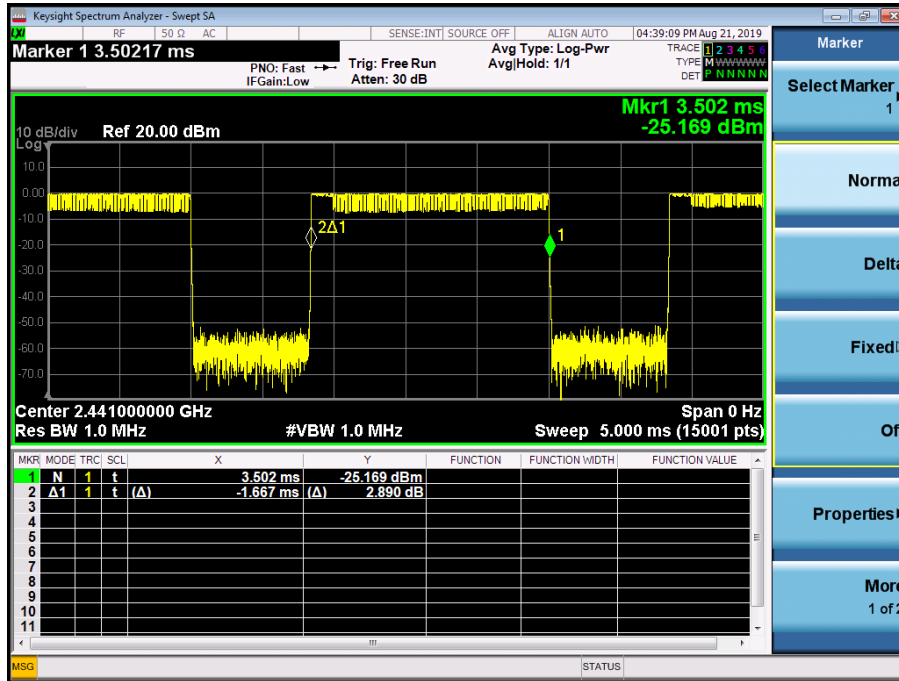 Keysight Spectrum Analyzer - Swept SA
LXI RF 50 Ω AC SENSE:INT SOURCE OFF ALIGN AUTO 04:39:09 PM Aug 21, 2019
Marker 1 3.50217 ms
PNO: Fast
IFGain:Low
Trig: Free Run
Atten: 30 dB
Avg Type: Log-Pwr
Avg|Hold: 1/1
TRACE 1 2 3 4 5 6
TYPE M WWWWW
DET P N N N N N
Mkr1 3.502 ms
-25.169 dBm
10 dB/div Ref 20.00 dBm
Log
10.0
0.00
-10.0
-20.0
-30.0
-40.0
-50.0
-60.0
-70.0
2Δ1
1
Center 2.441000000 GHz Span 0 Hz
Res BW 1.0 MHz #VBW 1.0 MHz Sweep 5.000 ms (15001 pts)
MKR MODE TRC SCL X Y FUNCTION FUNCTION WIDTH FUNCTION VALUE
1 N 1 t 3.502 ms -25.169 dBm
2 Δ1 1 t (Δ) -1.667 ms (Δ) 2.890 dB
3
4
5
6
7
8
9
10
11
MSG STATUS
Marker
Select Marker
1
Norma
Delta
Fixed
Of
Properties
More
1 of 2